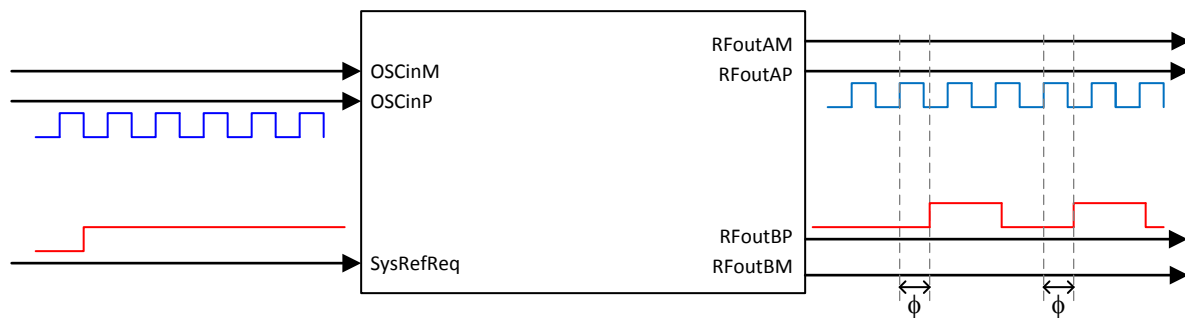 OSCinM
OSCinP
SysRefReq
RFoutAM
RFoutAP
RFoutBP
RFoutBM
ϕ ϕ